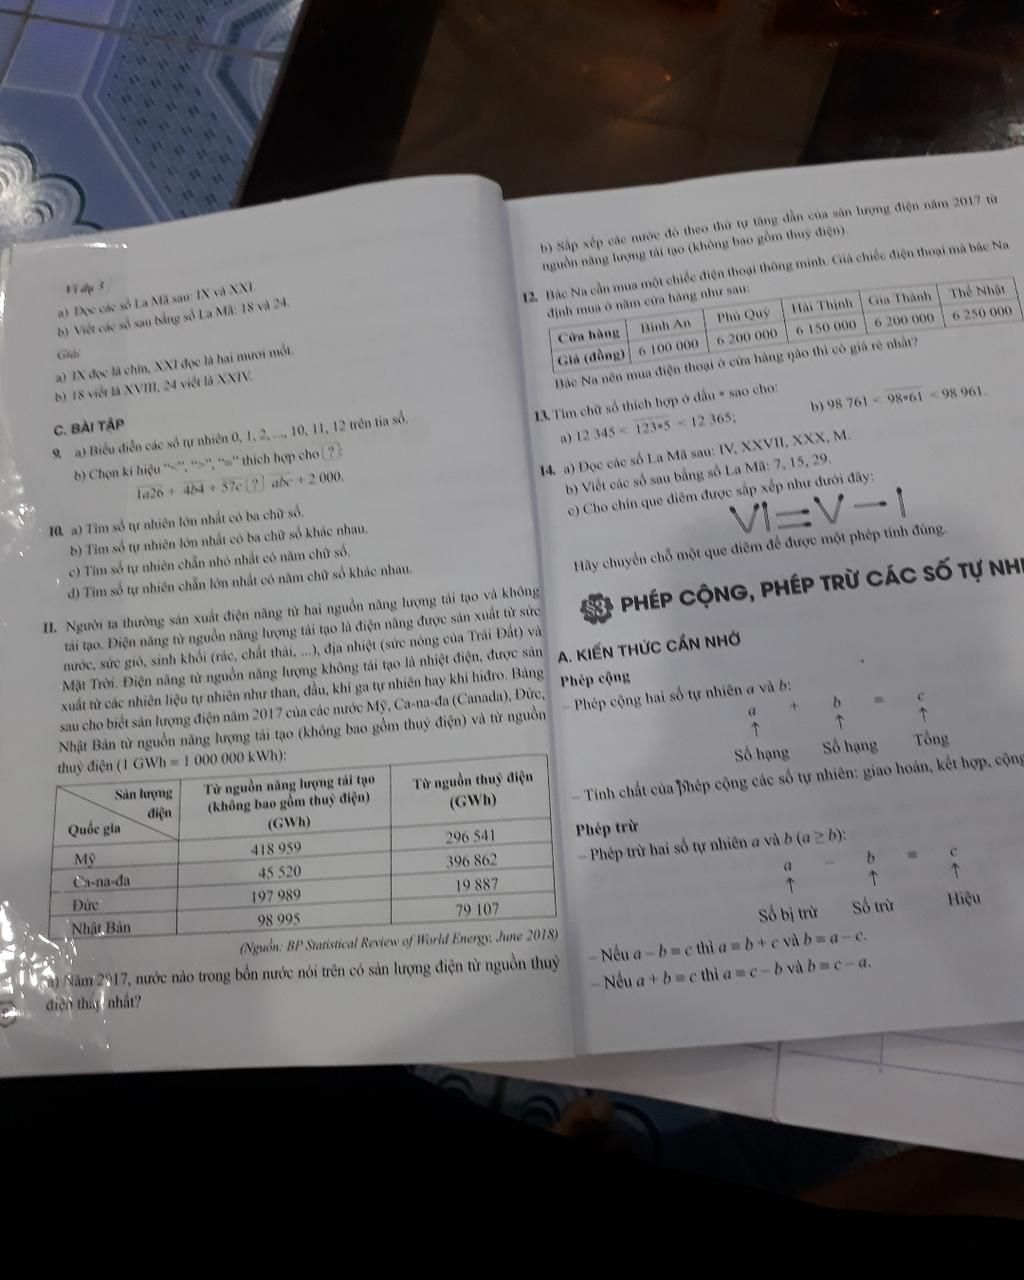 Ví dụ 3
a) Đọc các số La Mã sau: IX và XXI.
b) Viết các số sau bằng số La Mã: 18 và 24.
Giải
a) IX đọc là chín, XXI đọc là hai mươi mốt.
b) 18 viết là XVIII, 24 viết là XXIV.
C. BÀI TẬP
9. a) Biểu diễn các số tự nhiên 0, 1, 2, ..., 10, 11, 12 trên tia số.
b) Chọn kí hiệu "<", ">", "=" thích hợp cho ?:
1a26 + 4b4 + 57c ? abc + 2 000.
10. a) Tìm số tự nhiên lớn nhất có ba chữ số.
b) Tìm số tự nhiên lớn nhất có ba chữ số khác nhau.
c) Tìm số tự nhiên chẵn nhỏ nhất có năm chữ số.
d) Tìm số tự nhiên chẵn lớn nhất có năm chữ số khác nhau.
11. Người ta thường sản xuất điện năng từ hai nguồn năng lượng tái tạo và không
tái tạo. Điện năng từ nguồn năng lượng tái tạo là điện năng được sản xuất từ sức
nước, sức gió, sinh khối (rác, chất thải, ...), địa nhiệt (sức nóng của Trái Đất) và
Mặt Trời. Điện năng từ nguồn năng lượng không tái tạo là nhiệt điện, được sản
xuất từ các nhiên liệu tự nhiên như than, dầu, khí ga tự nhiên hay khí hiđro. Bảng
sau cho biết sản lượng điện năm 2017 của các nước Mỹ, Ca-na-đa (Canada), Đức,
Nhật Bản từ nguồn năng lượng tái tạo (không bao gồm thuỷ điện) và từ nguồn
thuỷ điện (1 GWh = 1 000 000 kWh):
Sản lượng điện
Quốc gia
Từ nguồn năng lượng tái tạo
(không bao gồm thuỷ điện)
(GWh)
Từ nguồn thuỷ điện
(GWh)
Mỹ 418 959 296 541
Ca-na-đa 45 520 396 862
Đức 197 989 19 887
Nhật Bản 98 995 79 107
(Nguồn: BP Statistical Review of World Energy, June 2018)
a) Năm 2017, nước nào trong bốn nước nói trên có sản lượng điện từ nguồn thuỷ
điện thấp nhất?
b) Sắp xếp các nước đó theo thứ tự tăng dần của sản lượng điện năm 2017 từ
nguồn năng lượng tái tạo (không bao gồm thuỷ điện).
12. Bác Na cần mua một chiếc điện thoại thông minh. Giá chiếc điện thoại mà bác Na
định mua ở năm cửa hàng như sau:
Cửa hàng Bình An Phú Quý Hải Thịnh Gia Thành Thế Nhật
Giá (đồng) 6 100 000 6 200 000 6 150 000 6 200 000 6 250 000
Bác Na nên mua điện thoại ở cửa hàng nào thì có giá rẻ nhất?
13. Tìm chữ số thích hợp ở dấu * sao cho:
a) 12 345 < 123*5 < 12 365; b) 98 761 < 98*61 < 98 961.
14. a) Đọc các số La Mã sau: IV, XXVII, XXX, M.
b) Viết các số sau bằng số La Mã: 7, 15, 29.
c) Cho chín que diêm được sắp xếp như dưới đây:
VI = V − I
Hãy chuyển chỗ một que diêm để được một phép tính đúng.
§3 PHÉP CỘNG, PHÉP TRỪ CÁC SỐ TỰ NHI
A. KIẾN THỨC CẦN NHỚ
Phép cộng
– Phép cộng hai số tự nhiên a và b:
a + b = c
↑ ↑ ↑
Số hạng Số hạng Tổng
– Tính chất của phép cộng các số tự nhiên: giao hoán, kết hợp, cộng
Phép trừ
– Phép trừ hai số tự nhiên a và b (a ≥ b):
a − b = c
↑ ↑ ↑
Số bị trừ Số trừ Hiệu
– Nếu a − b = c thì a = b + c và b = a − c.
– Nếu a + b = c thì a = c − b và b = c − a.